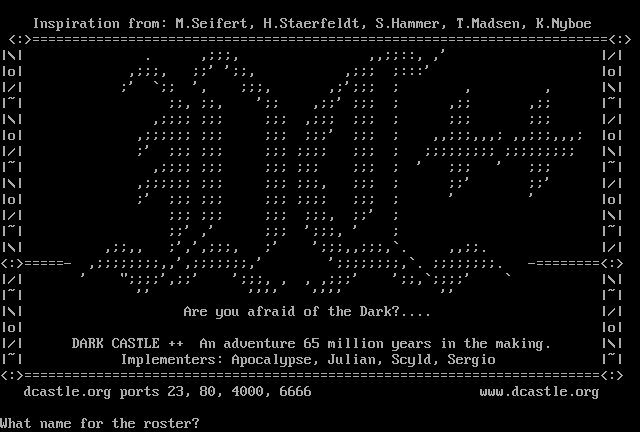 Inspiration from: M.Seifert, H.Staerfeldt, S.Hammer, T.Madsen, K.Nyboe
Are you afraid of the Dark?....
DARK CASTLE ++  An adventure 65 million years in the making.
Implementers: Apocalypse, Julian, Scyld, Sergio
dcastle.org ports 23, 80, 4000, 6666
www.dcastle.org
What name for the roster?